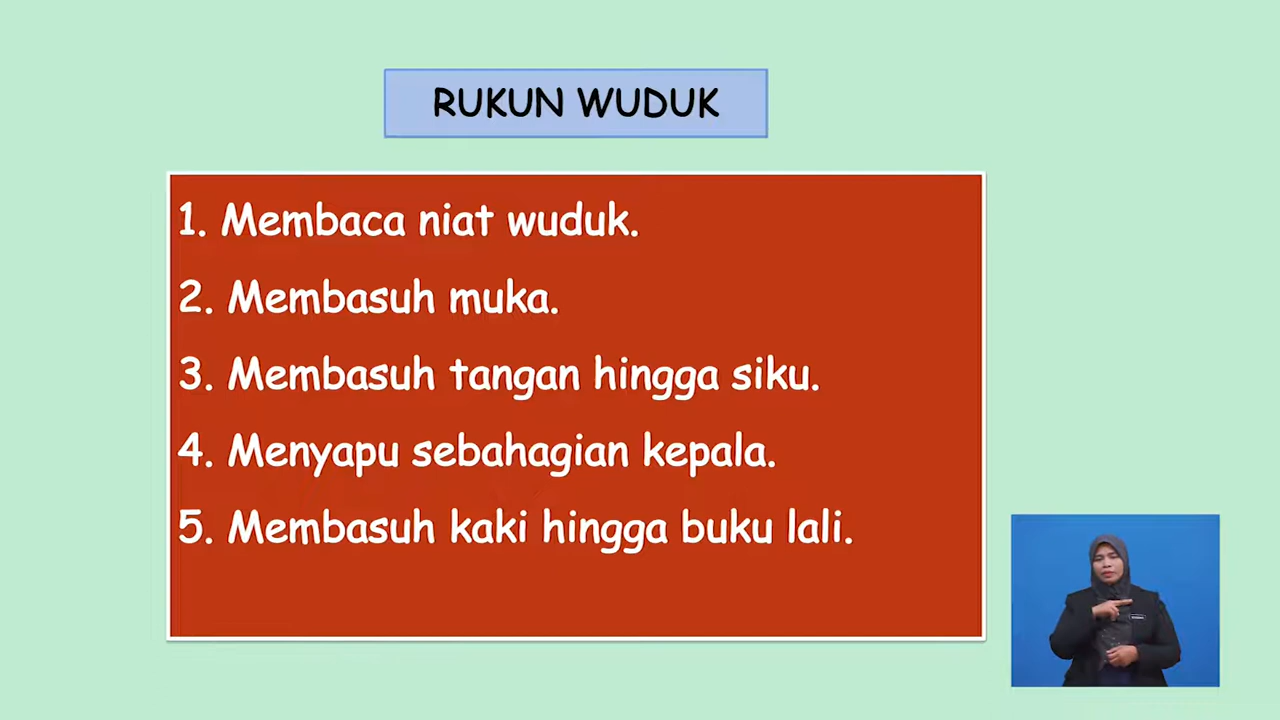 RUKUN WUDUK
1. Membaca niat wuduk.
2. Membasuh muka.
3. Membasuh tangan hingga siku.
4. Menyapu sebahagian kepala.
5. Membasuh kaki hingga buku lali.